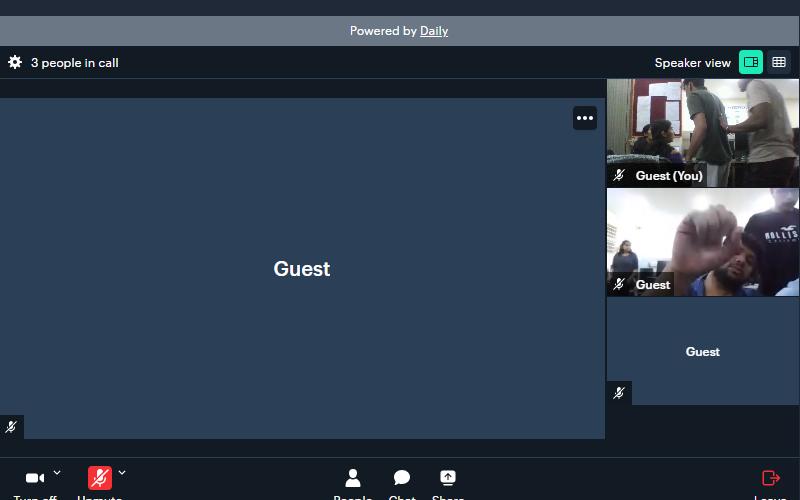 Powered by Daily
3 people in call
Speaker view
Guest
Guest (You)
Guest
Guest
Turn off
Unmute
People
Chat
Share
Leave
HOLLIS